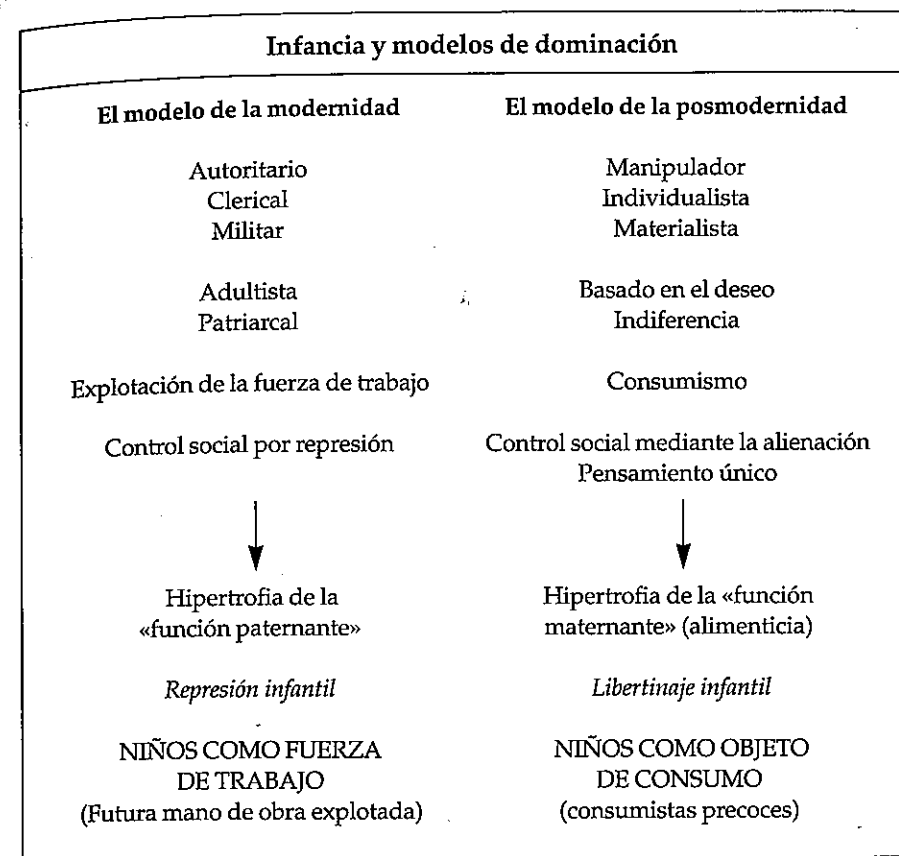 Infancia y modelos de dominación
El modelo de la modernidad
Autoritario
Clerical
Militar
Adultista
Patriarcal
Explotación de la fuerza de trabajo
Control social por represión
Hipertrofia de la
«función paternante»
Represión infantil
NIÑOS COMO FUERZA
DE TRABAJO
(Futura mano de obra explotada)
El modelo de la posmodernidad
Manipulador
Individualista
Materialista
Basado en el deseo
Indiferencia
Consumismo
Control social mediante la alienación
Pensamiento único
Hipertrofia de la «función
maternante» (alimenticia)
Libertinaje infantil
NIÑOS COMO OBJETO
DE CONSUMO
(consumistas precoces)